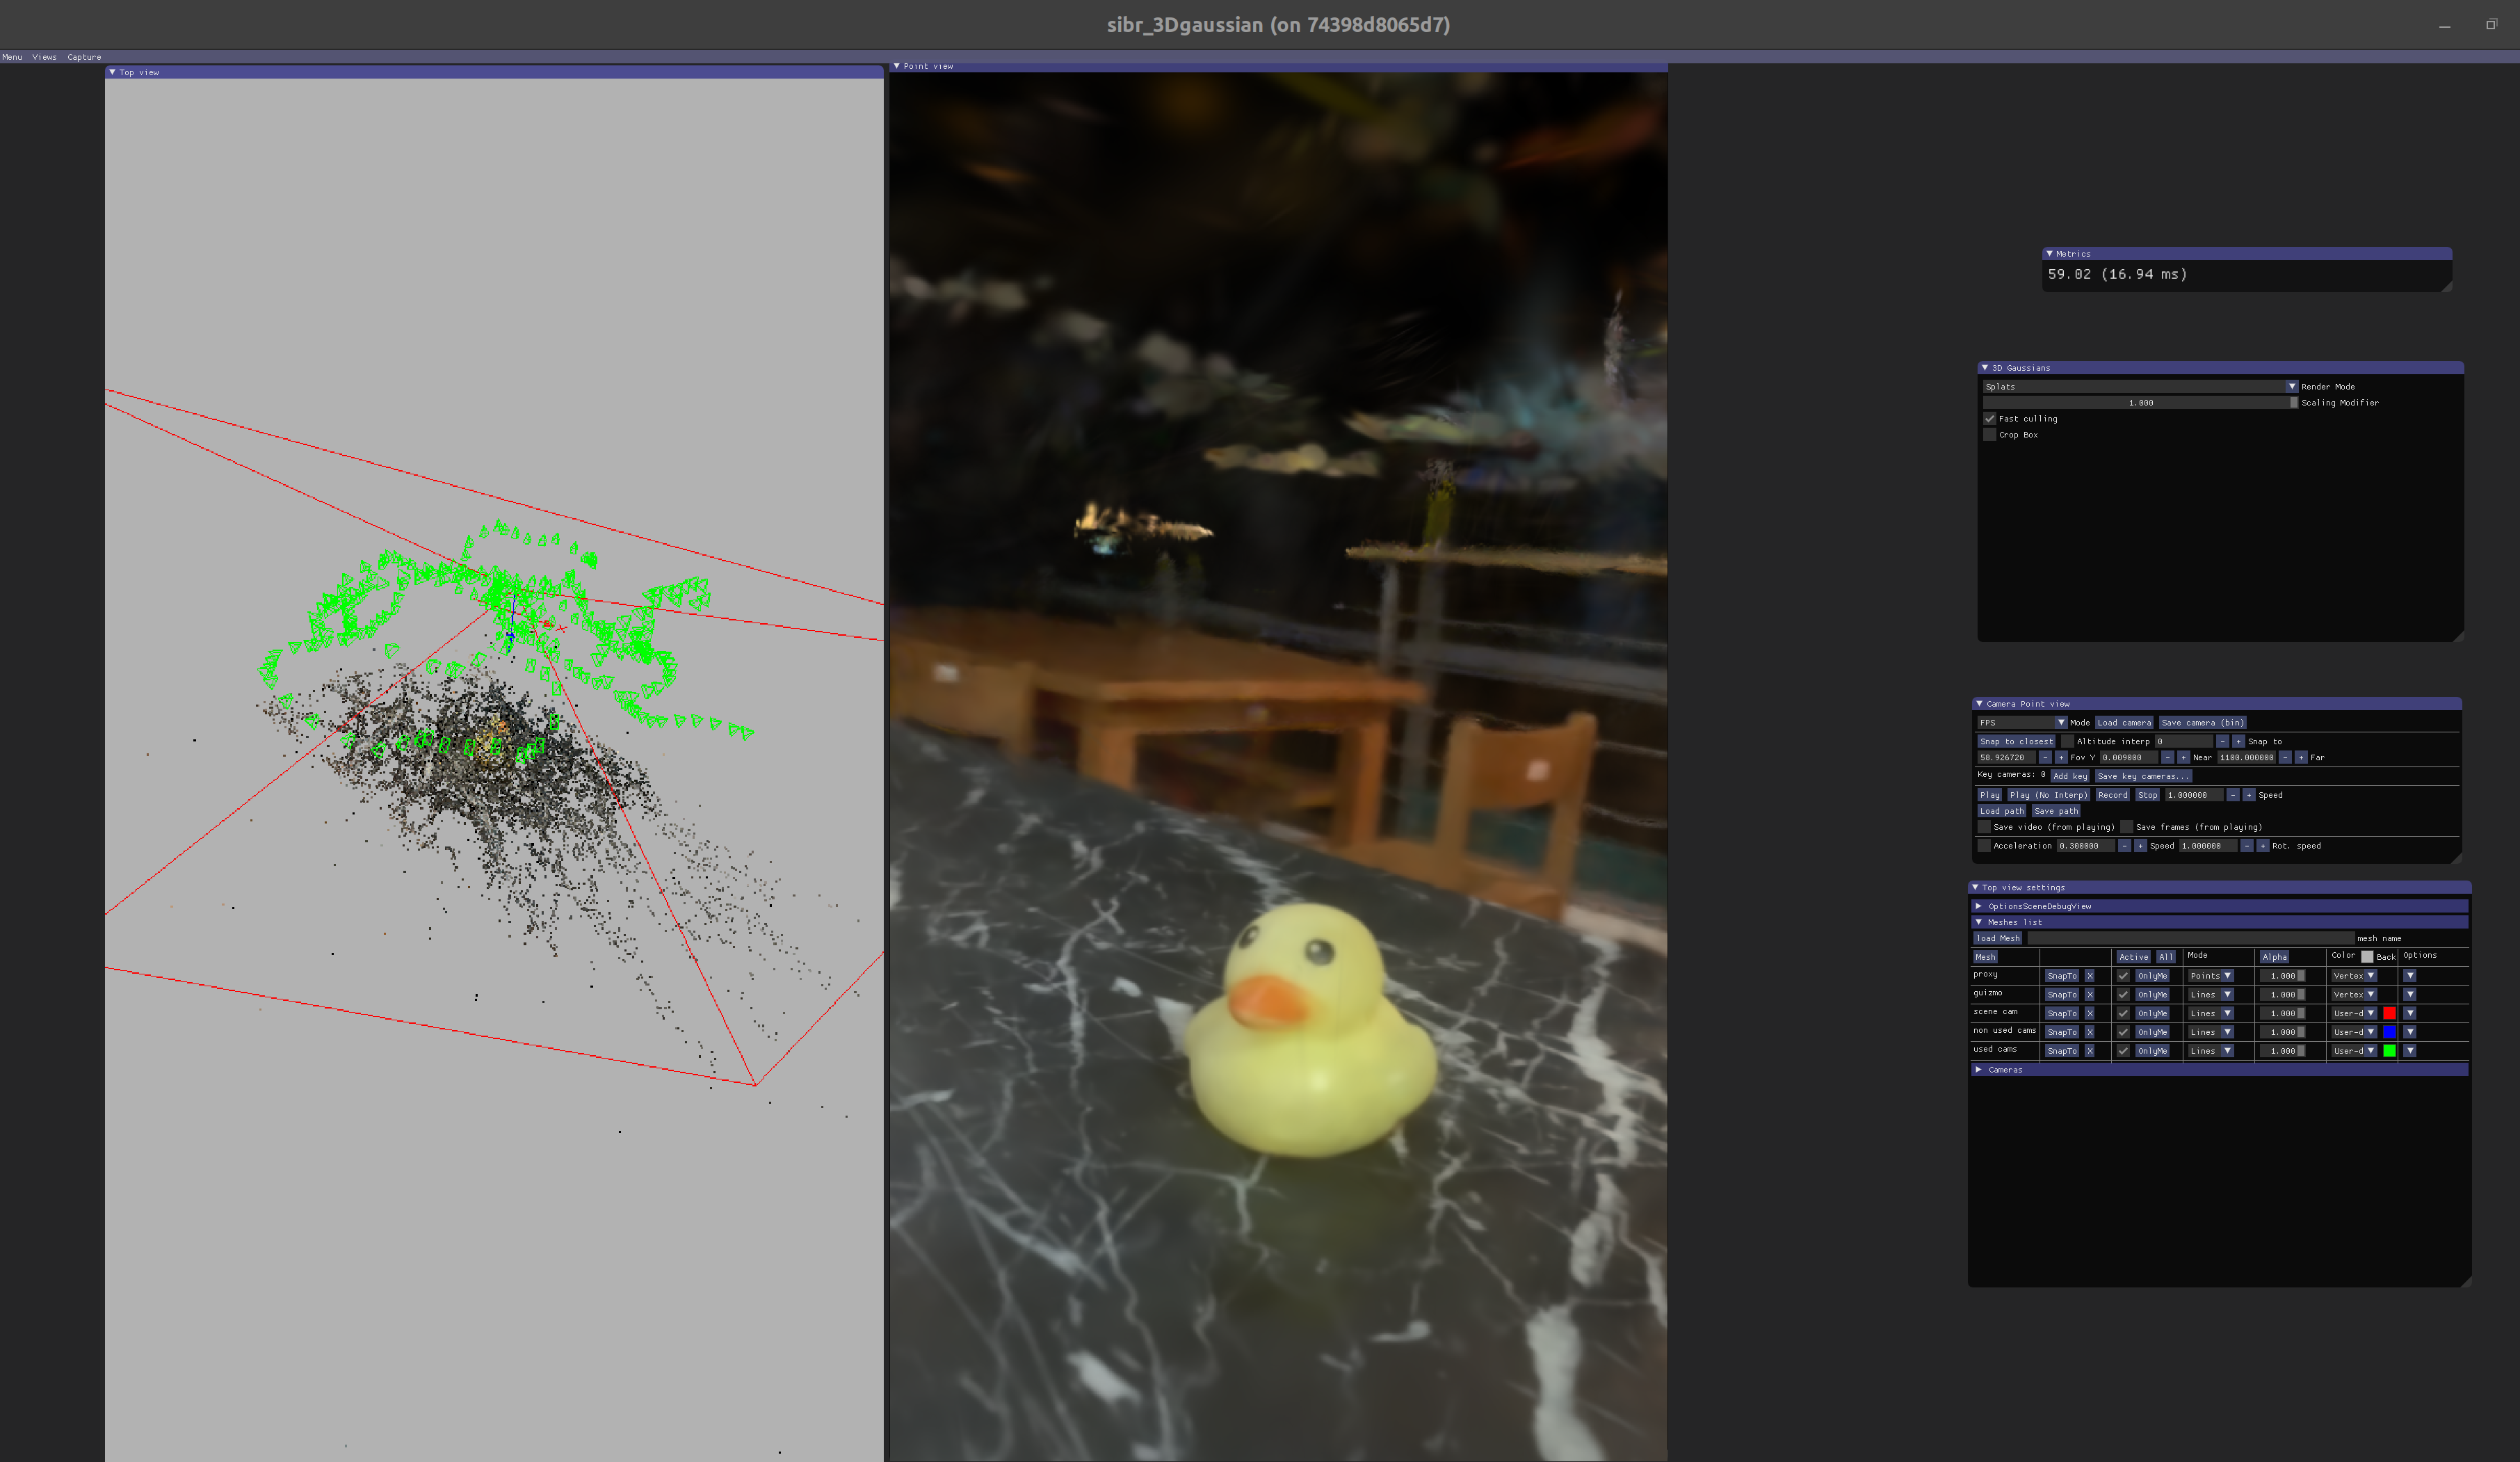 sibr_3Dgaussian (on 74398d8065d7)
Menu Views Capture
Top view
Point view
Metrics
59.02 (16.94 ms)
3D Gaussians
Splats Render Mode
1.000 Scaling Modifier
Fast culling
Crop Box
Camera Point view
FPS Mode Load camera Save camera (bin)
Snap to closest Altitude interp 0 - + Snap to
58.926720 - + Fov Y 0.009000 - + Near 1100.000000 - + Far
Key cameras: 0 Add key Save key cameras...
Play Play (No Interp) Record Stop 1.000000 - + Speed
Load path Save path
Save video (from playing) Save frames (from playing)
Acceleration 0.300000 - + Speed 1.000000 - + Rot. speed
Top view settings
OptionsSceneDebugView
Meshes list
load Mesh mesh name
Mesh Active All Mode Alpha Color Back Options
proxy SnapTo X OnlyMe Points 1.000 Vertex
guizmo SnapTo X OnlyMe Lines 1.000 Vertex
scene cam SnapTo X OnlyMe Lines 1.000 User-d
non used cams SnapTo X OnlyMe Lines 1.000 User-d
used cams SnapTo X OnlyMe Lines 1.000 User-d
Cameras